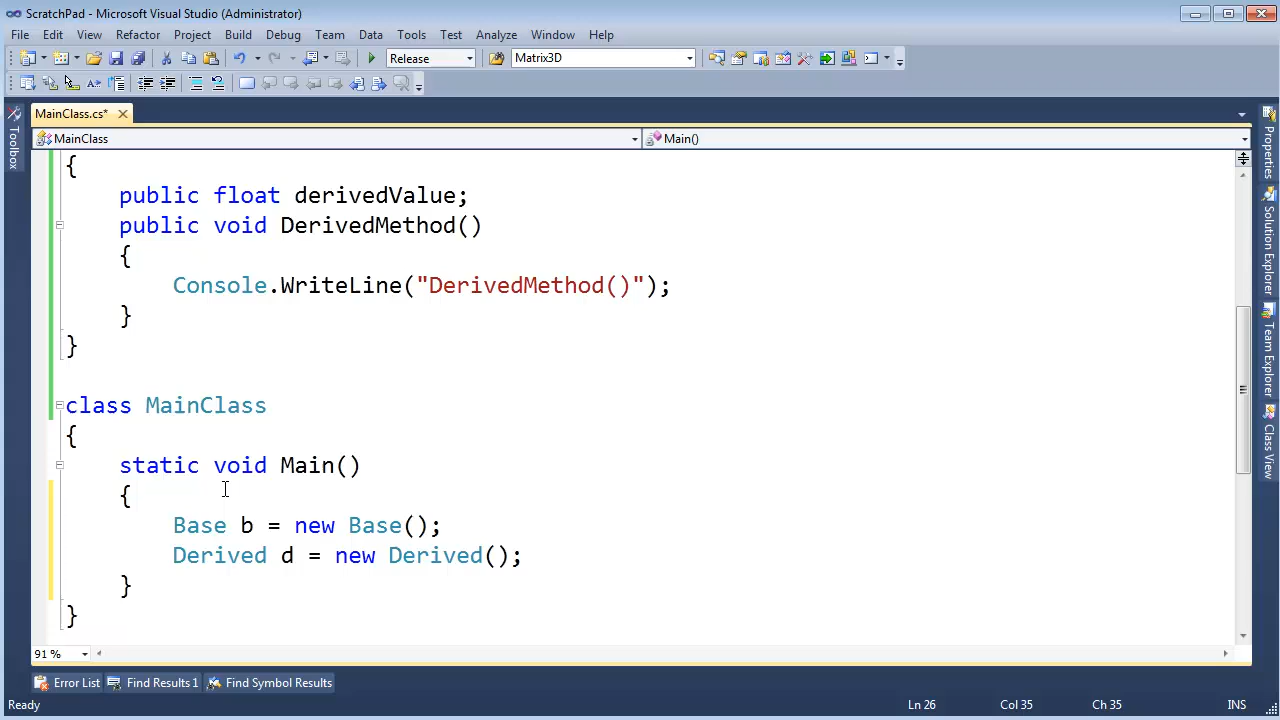 ScratchPad - Microsoft Visual Studio (Administrator)
File Edit View Refactor Project Build Debug Team Data Tools Test Analyze Window Help
Release Matrix3D
MainClass.cs*
MainClass Main()
Toolbox
Properties
Solution Explorer
Team Explorer
Class View
{
public float derivedValue;
public void DerivedMethod()
{
Console.WriteLine("DerivedMethod()");
}
}
class MainClass
{
static void Main()
{
Base b = new Base();
Derived d = new Derived();
}
}
91 %
Error List Find Results 1 Find Symbol Results
Ready Ln 26 Col 35 Ch 35 INS